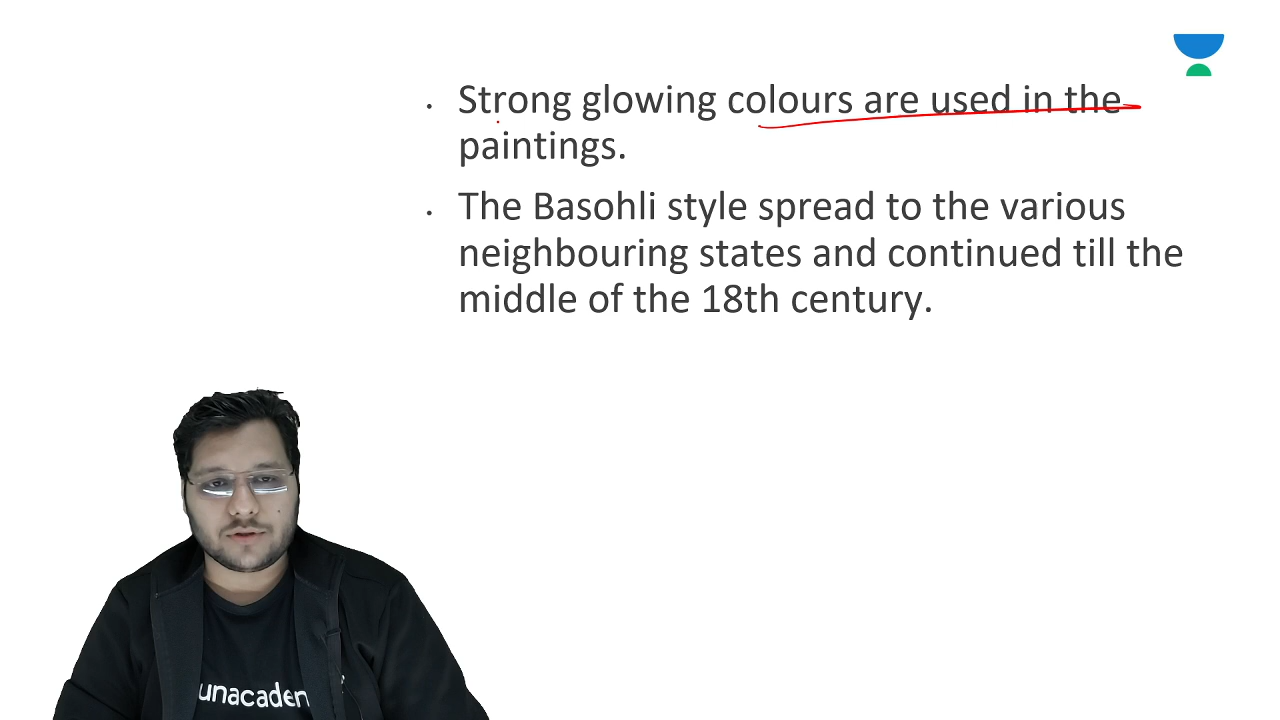 · Strong glowing colours are used in the
paintings.
· The Basohli style spread to the various
neighbouring states and continued till the
middle of the 18th century.
unacadem